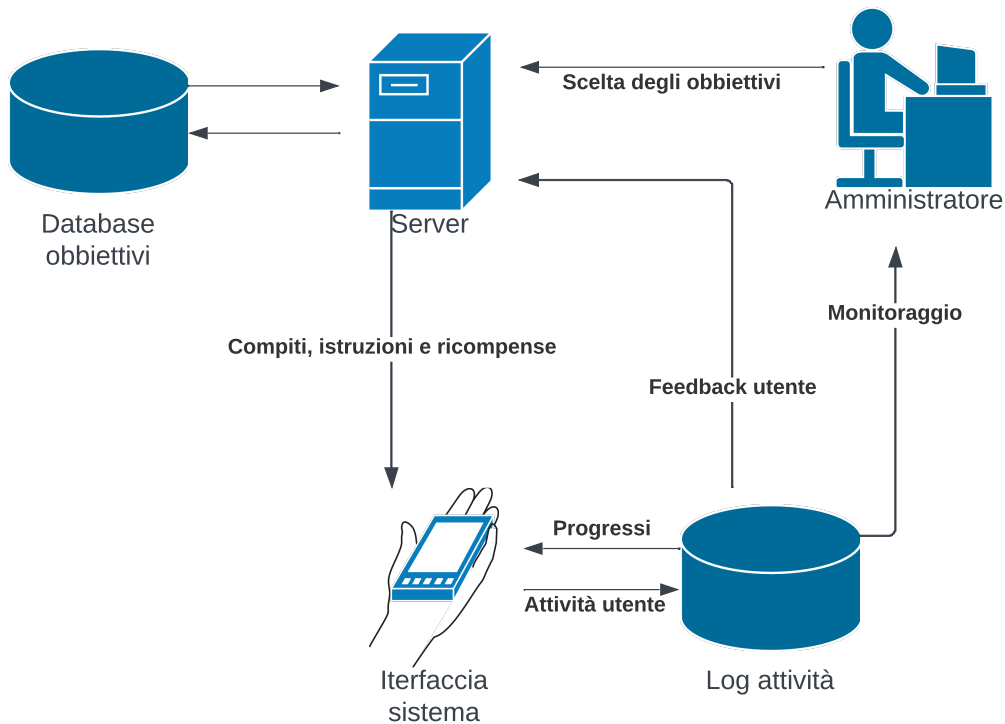 Scelta degli obbiettivi
Amministratore
Database
obbiettivi
Server
Monitoraggio
Compiti, istruzioni e ricompense
Feedback utente
Progressi
Attività utente
Iterfaccia
sistema
Log attività